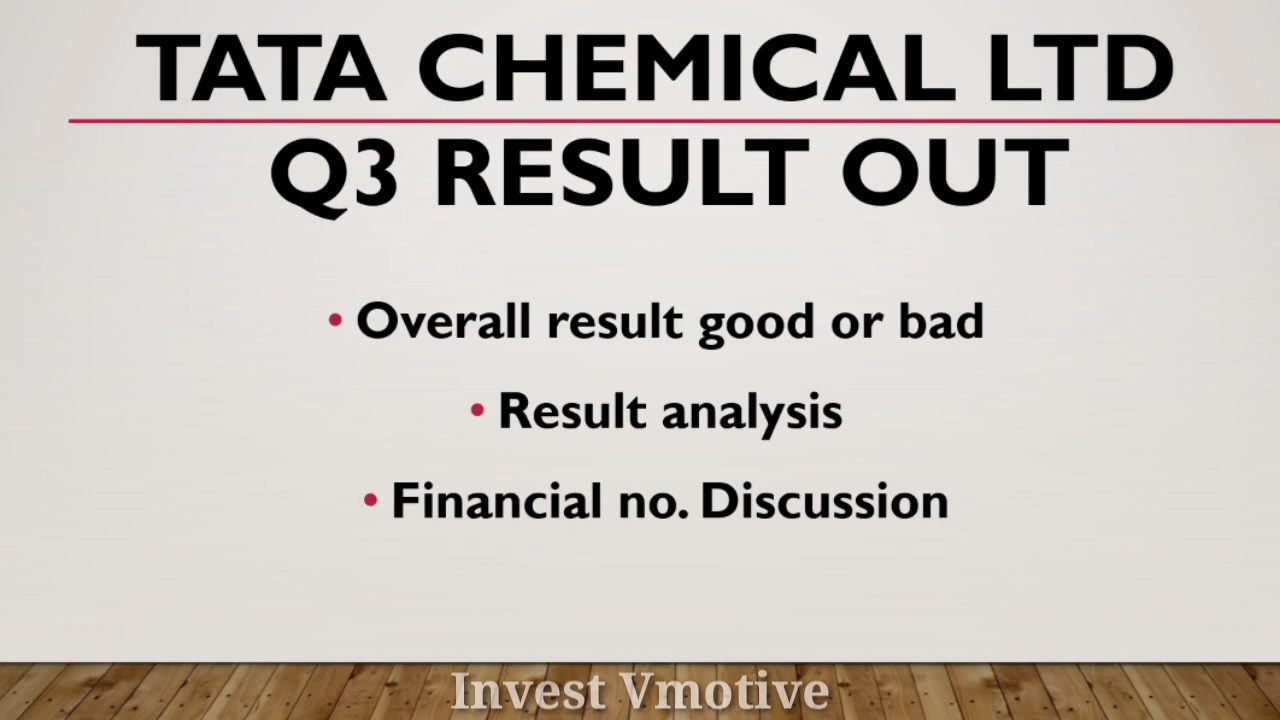 TATA CHEMICAL LTD
Q3 RESULT OUT
• Overall result good or bad
• Result analysis
• Financial no. Discussion
Invest Vmotive